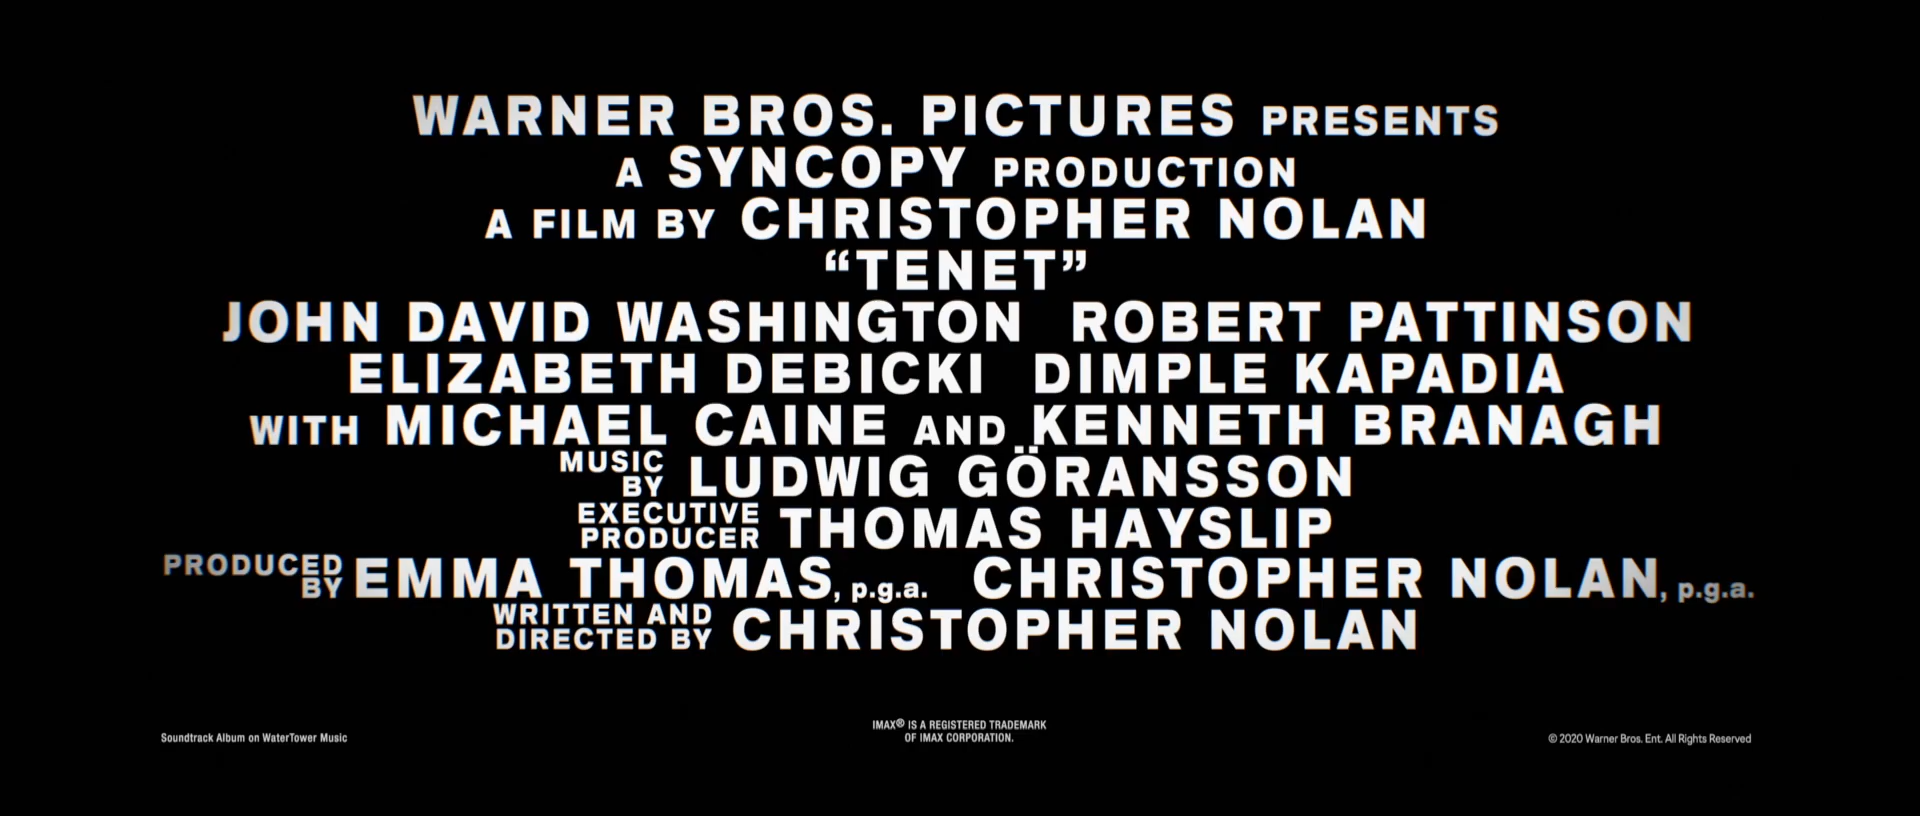 WARNER BROS. PICTURES PRESENTS
A SYNCOPY PRODUCTION
A FILM BY CHRISTOPHER NOLAN
“TENET”
JOHN DAVID WASHINGTON ROBERT PATTINSON
ELIZABETH DEBICKI DIMPLE KAPADIA
WITH MICHAEL CAINE AND KENNETH BRANAGH
MUSIC BY LUDWIG GÖRANSSON
EXECUTIVE PRODUCER THOMAS HAYSLIP
PRODUCED BY EMMA THOMAS, p.g.a. CHRISTOPHER NOLAN, p.g.a.
WRITTEN AND DIRECTED BY CHRISTOPHER NOLAN
Soundtrack Album on WaterTower Music
IMAX® IS A REGISTERED TRADEMARK
OF IMAX CORPORATION.
© 2020 Warner Bros. Ent. All Rights Reserved